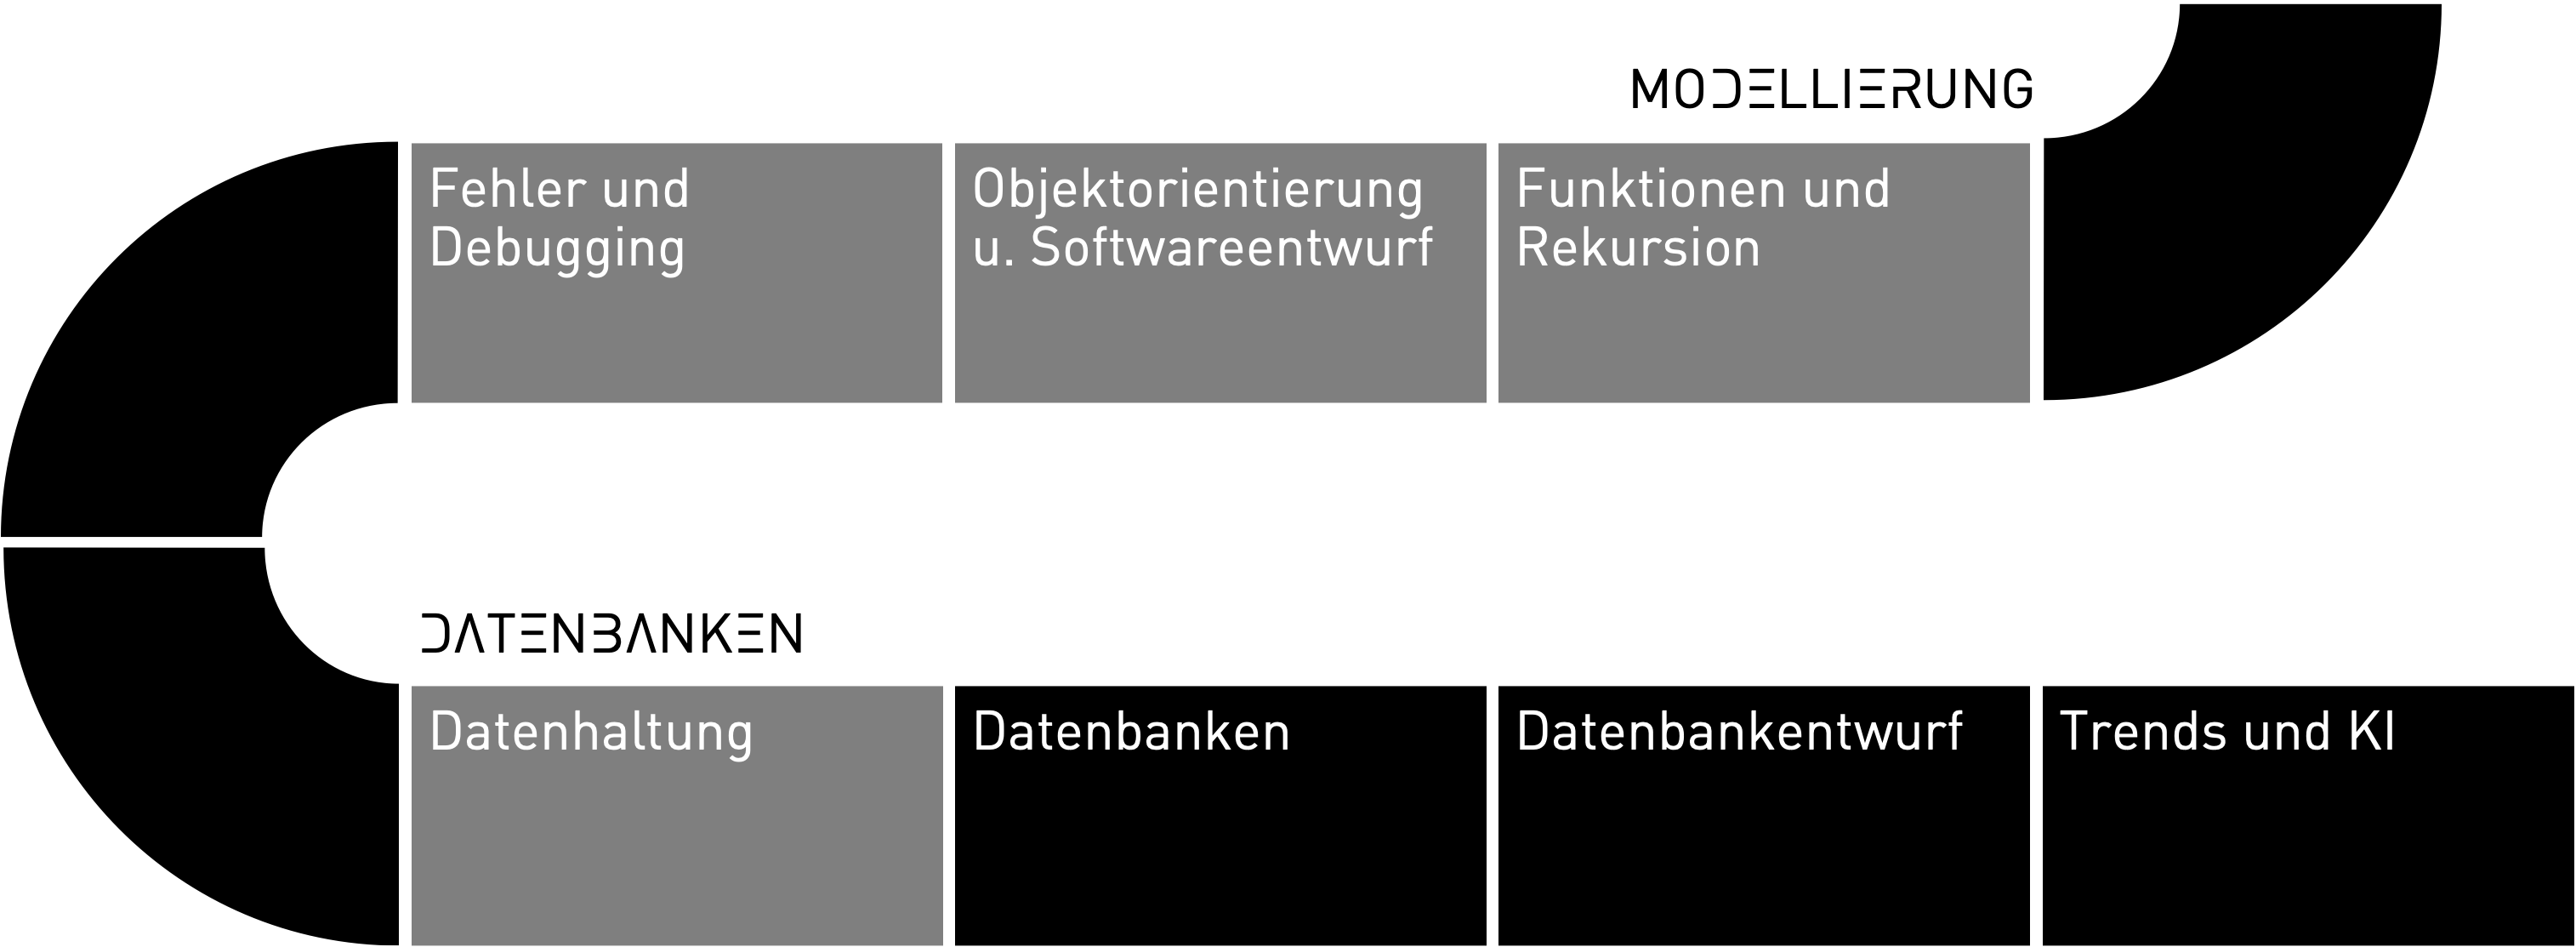 MODELLIERUNG
Fehler und
Debugging
Objektorientierung
u. Softwareentwurf
Funktionen und
Rekursion
DATENBANKEN
Datenhaltung
Datenbanken
Datenbankentwurf
Trends und KI